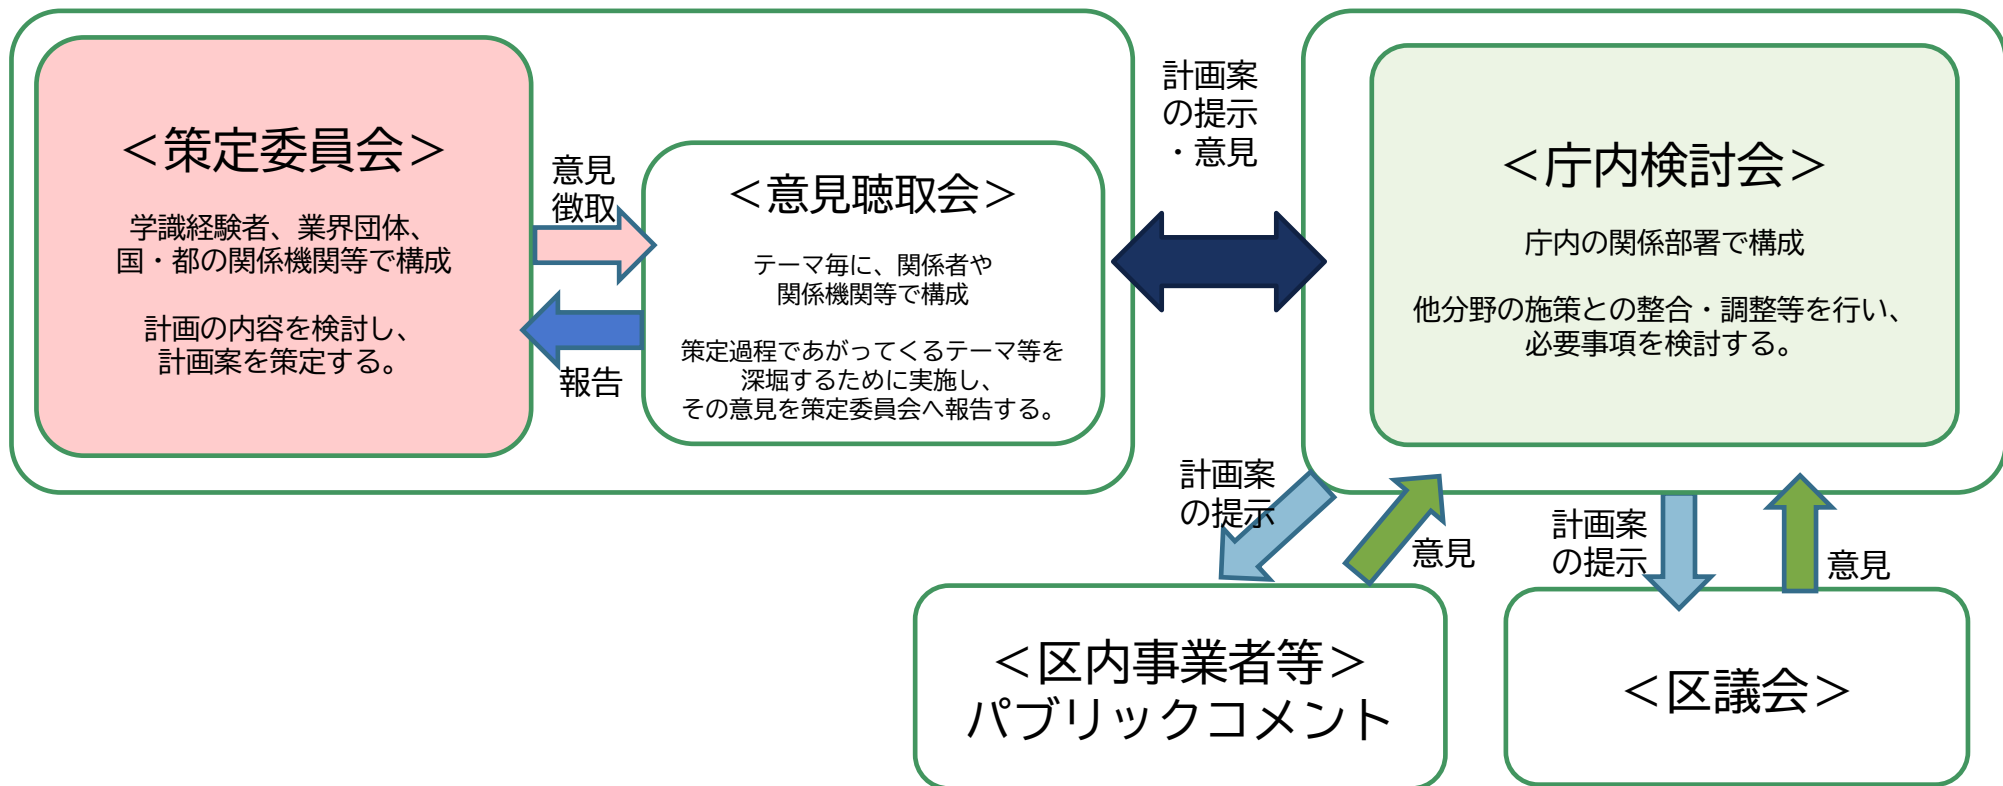 ＜策定委員会＞
学識経験者、業界団体、
国・都の関係機関等で構成
計画の内容を検討し、
計画案を策定する。
意見
徴取
報告
＜意見聴取会＞
テーマ毎に、関係者や
関係機関等で構成
策定過程であがってくるテーマ等を
深堀するために実施し、
その意見を策定委員会へ報告する。
計画案
の提示
・意見
＜庁内検討会＞
庁内の関係部署で構成
他分野の施策との整合・調整等を行い、
必要事項を検討する。
計画案
の提示
意見
計画案
の提示
意見
＜区内事業者等＞
パブリックコメント
＜区議会＞